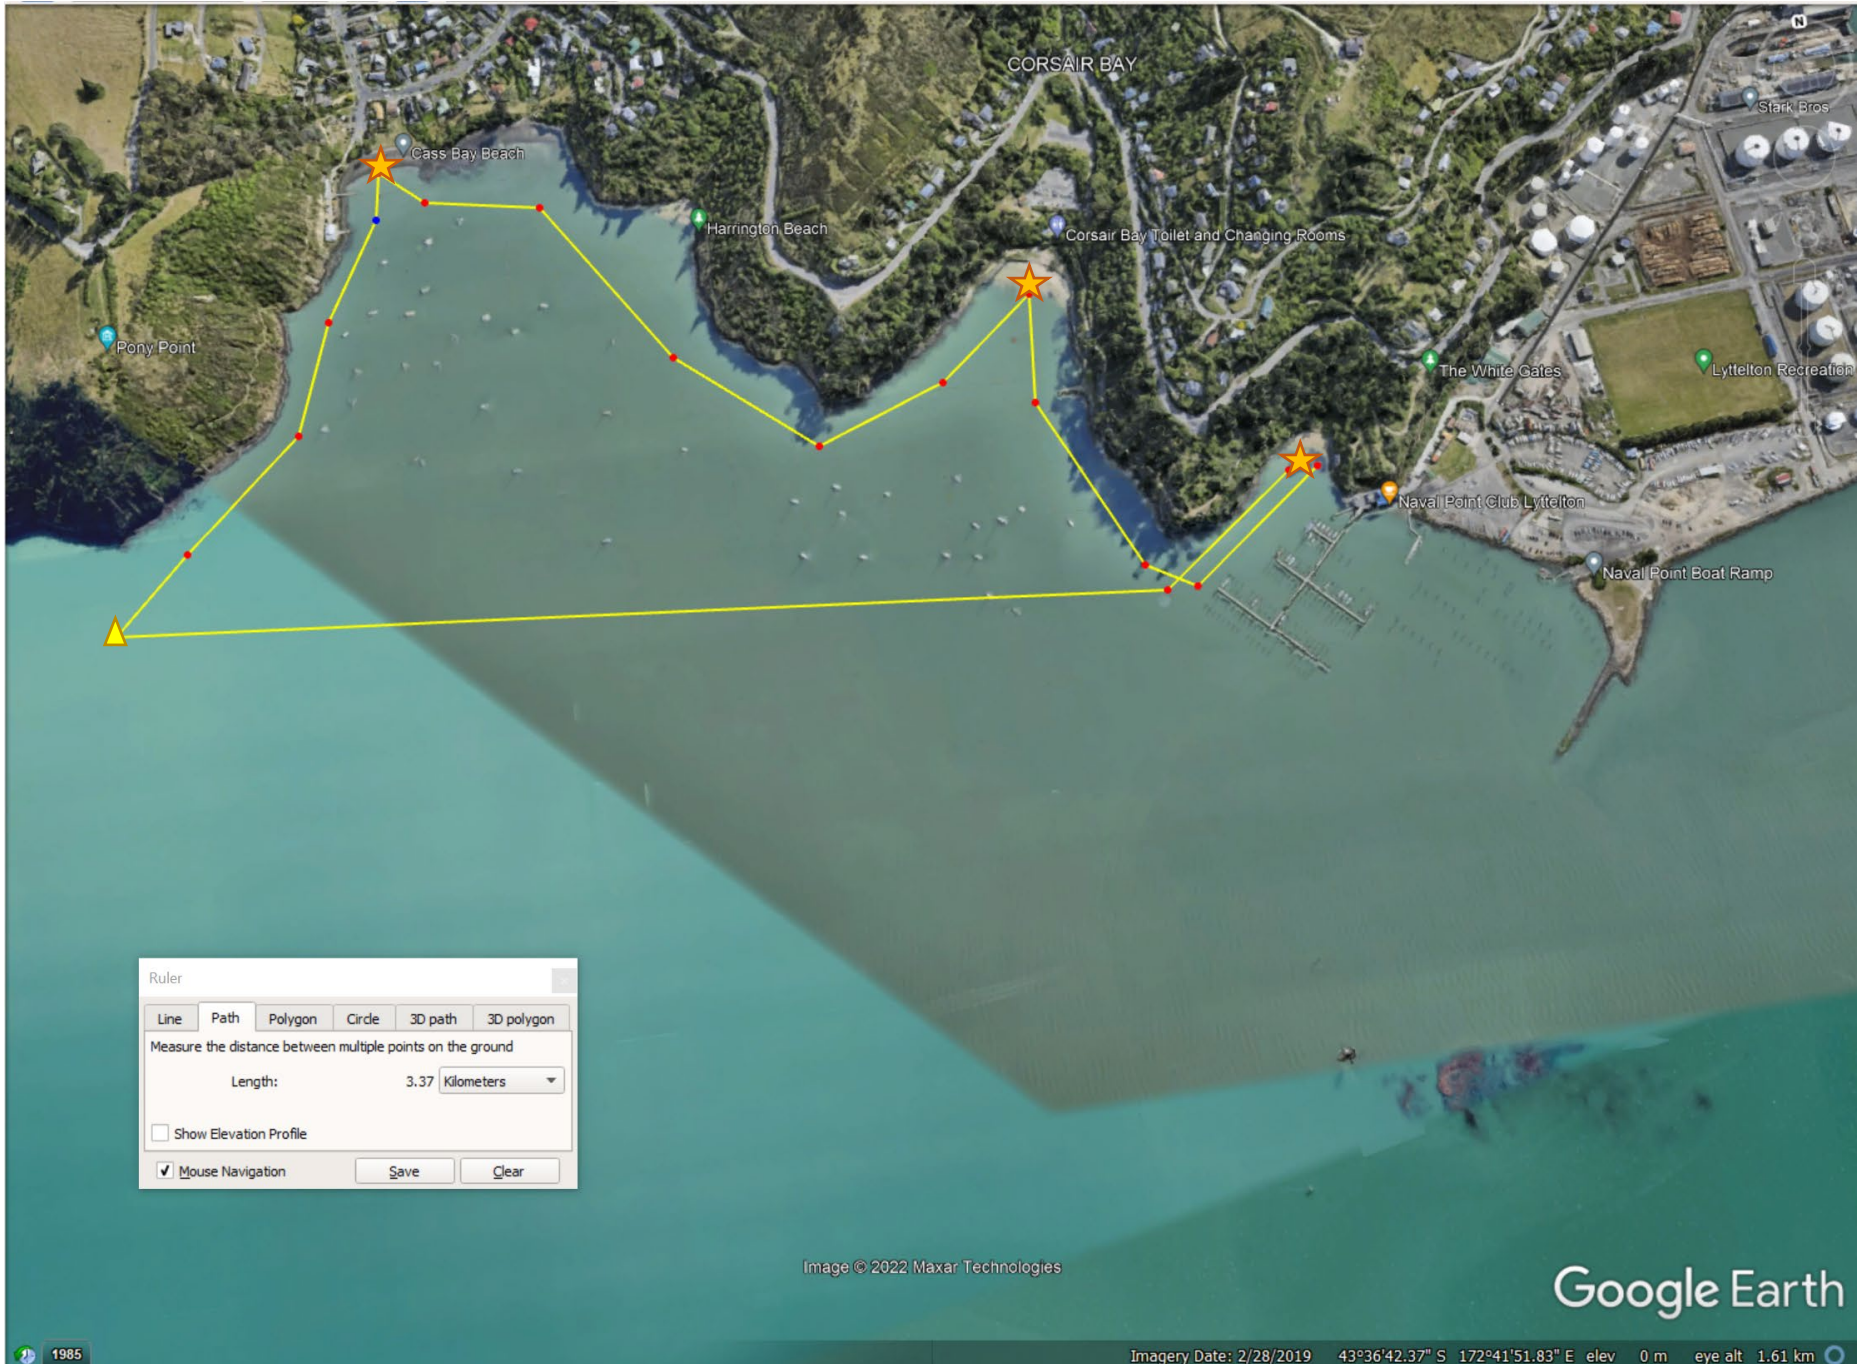 N
CORSAIR BAY
Stark Bros
Cass Bay Beach
Harrington Beach
Corsair Bay Toilet and Changing Rooms
Pony Point
The White Gates
Lyttelton Recreation
Naval Point Club Lyttelton
Naval Point Boat Ramp
Ruler
Line Path Polygon Circle 3D path 3D polygon
Measure the distance between multiple points on the ground
Length: 3.37 Kilometers
Show Elevation Profile
Mouse Navigation Save Clear
Image © 2022 Maxar Technologies
Google Earth
1985
Imagery Date: 2/28/2019 43°36'42.37" S 172°41'51.83" E elev 0 m eye alt 1.61 km